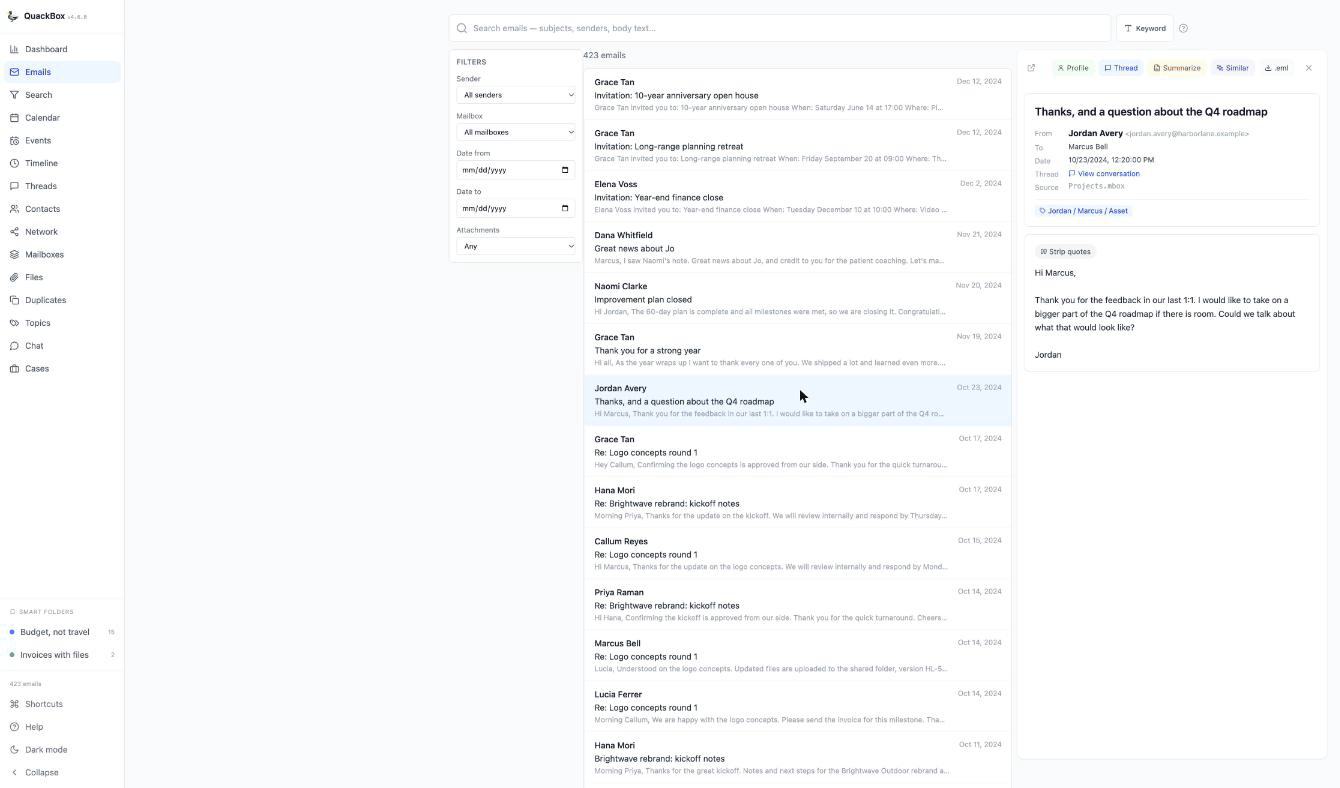 QuackBox v4.6.8
Dashboard
Emails
Search
Calendar
Events
Timeline
Threads
Contacts
Network
Mailboxes
Files
Duplicates
Topics
Chat
Cases
SMART FOLDERS
Budget, not travel 15
Invoices with files 2
423 emails
Shortcuts
Help
Dark mode
Collapse
Search emails — subjects, senders, body text...
Keyword
FILTERS
Sender
All senders
Mailbox
All mailboxes
Date from
mm/dd/yyyy
Date to
mm/dd/yyyy
Attachments
Any
423 emails
Grace Tan Dec 12, 2024
Invitation: 10-year anniversary open house
Grace Tan invited you to: 10-year anniversary open house When: Saturday June 14 at 17:00 Where: Pi...
Grace Tan Dec 12, 2024
Invitation: Long-range planning retreat
Grace Tan invited you to: Long-range planning retreat When: Friday September 20 at 09:00 Where: Th...
Elena Voss Dec 2, 2024
Invitation: Year-end finance close
Elena Voss invited you to: Year-end finance close When: Tuesday December 10 at 10:00 Where: Video ...
Dana Whitfield Nov 21, 2024
Great news about Jo
Marcus, I saw Naomi's note. Great news about Jo, and credit to you for the patient coaching. Let's ma...
Naomi Clarke Nov 20, 2024
Improvement plan closed
Hi Jordan, The 60-day plan is complete and all milestones were met, so we are closing it. Congratulati...
Grace Tan Nov 19, 2024
Thank you for a strong year
Hi all, As the year wraps up I want to thank every one of you. We shipped a lot and learned even more....
Jordan Avery Oct 23, 2024
Thanks, and a question about the Q4 roadmap
Hi Marcus, Thank you for the feedback in our last 1:1. I would like to take on a bigger part of the Q4 ro...
Grace Tan Oct 17, 2024
Re: Logo concepts round 1
Hey Callum, Confirming the logo concepts is approved from our side. Thank you for the quick turnarou...
Hana Mori Oct 17, 2024
Re: Brightwave rebrand: kickoff notes
Morning Priya, Thanks for the update on the kickoff. We will review internally and respond by Thursday...
Callum Reyes Oct 15, 2024
Re: Logo concepts round 1
Hi Marcus, Thanks for the update on the logo concepts. We will review internally and respond by Mond...
Priya Raman Oct 14, 2024
Re: Brightwave rebrand: kickoff notes
Hi Hana, Confirming the kickoff is approved from our side. Thank you for the quick turnaround. Cheers...
Marcus Bell Oct 14, 2024
Re: Logo concepts round 1
Lucia, Understood on the logo concepts. Updated files are uploaded to the shared folder, version HL-5...
Lucia Ferrer Oct 14, 2024
Re: Logo concepts round 1
Morning Callum, We are happy with the logo concepts. Please send the invoice for this milestone. Tha...
Hana Mori Oct 11, 2024
Brightwave rebrand: kickoff notes
Morning Priya, Thanks for the great kickoff. Notes and next steps for the Brightwave Outdoor rebrand a...
Profile Thread Summarize Similar .eml
Thanks, and a question about the Q4 roadmap
From Jordan Avery <jordan.avery@harborlane.example>
To Marcus Bell
Date 10/23/2024, 12:20:00 PM
Thread View conversation
Source Projects.mbox
Jordan / Marcus / Asset
Strip quotes
Hi Marcus,
Thank you for the feedback in our last 1:1. I would like to take on a
bigger part of the Q4 roadmap if there is room. Could we talk about
what that would look like?
Jordan